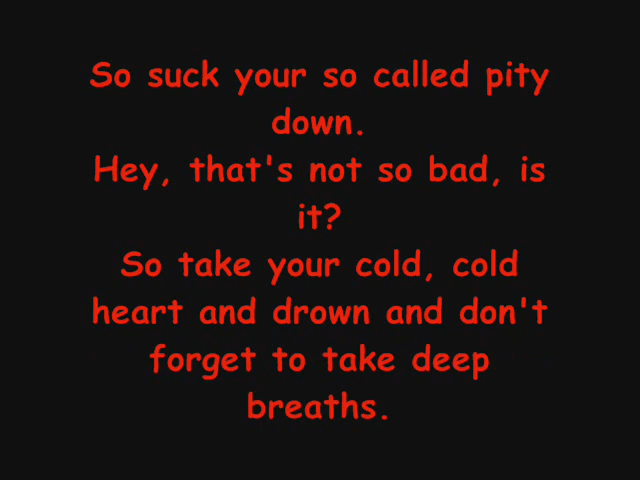 So suck your so called pity
down.
Hey, that's not so bad, is
it?
So take your cold, cold
heart and drown and don't
forget to take deep
breaths.